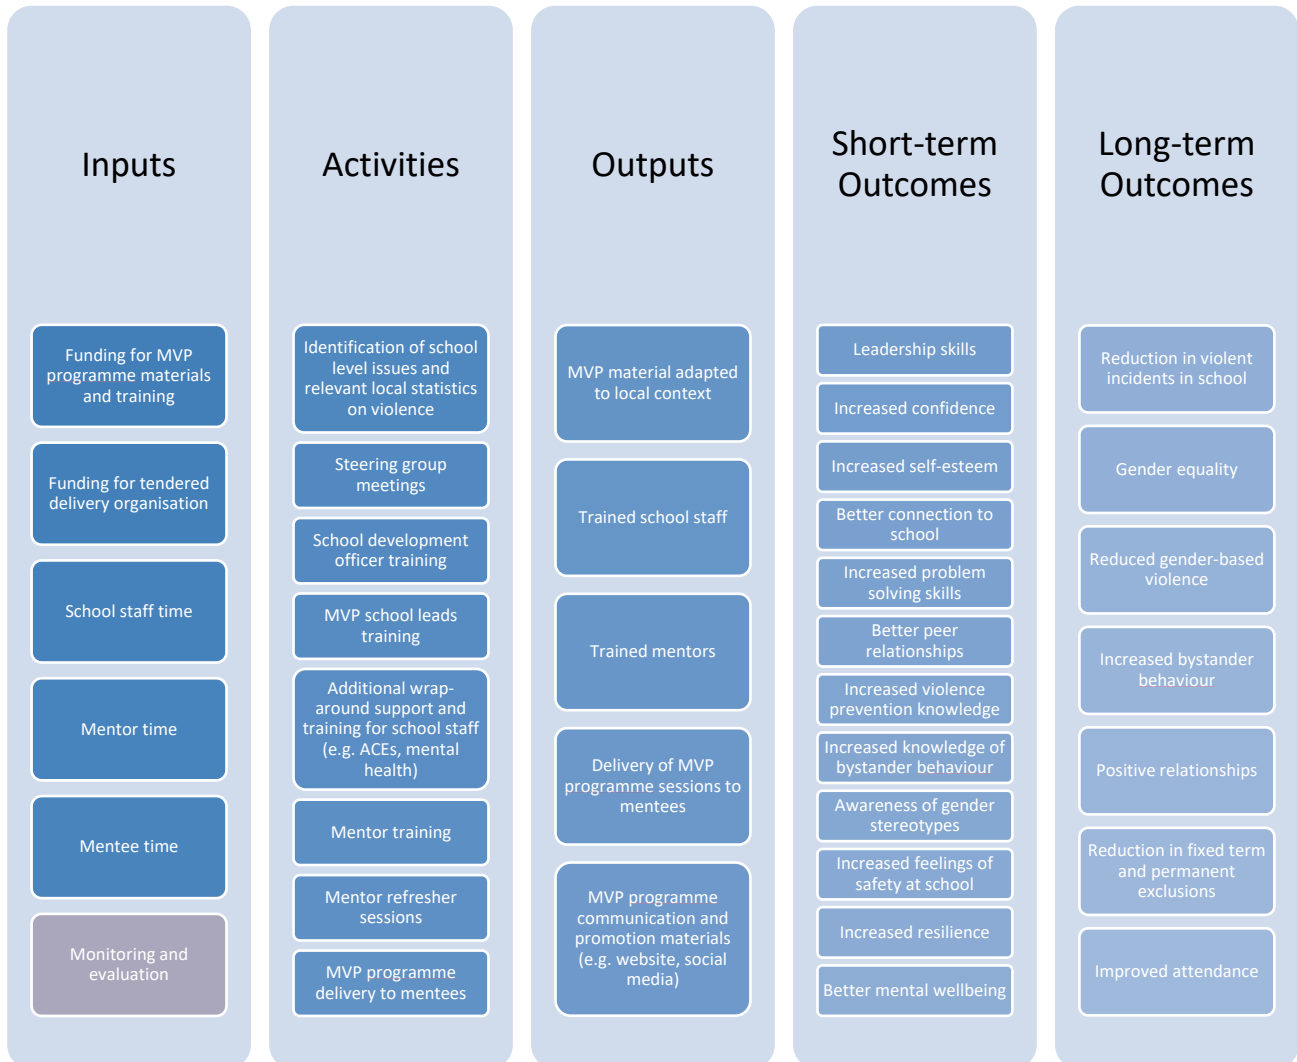 Inputs
Funding for MVP
programme materials
and training
Funding for tendered
delivery organisation
School staff time
Mentor time
Mentee time
Monitoring and
evaluation
Activities
Identification of school
level issues and
relevant local statistics
on violence
Steering group
meetings
School development
officer training
MVP school leads
training
Additional wrap-
around support and
training for school staff
(e.g. ACEs, mental
health)
Mentor training
Mentor refresher
sessions
MVP programme
delivery to mentees
Outputs
MVP material adapted
to local context
Trained school staff
Trained mentors
Delivery of MVP
programme sessions to
mentees
MVP programme
communication and
promotion materials
(e.g. website, social
media)
Short-term
Outcomes
Leadership skills
Increased confidence
Increased self-esteem
Better connection to
school
Increased problem
solving skills
Better peer
relationships
Increased violence
prevention knowledge
Increased knowledge of
bystander behaviour
Awareness of gender
stereotypes
Increased feelings of
safety at school
Increased resilience
Better mental wellbeing
Long-term
Outcomes
Reduction in violent
incidents in school
Gender equality
Reduced gender-based
violence
Increased bystander
behaviour
Positive relationships
Reduction in fixed term
and permanent
exclusions
Improved attendance